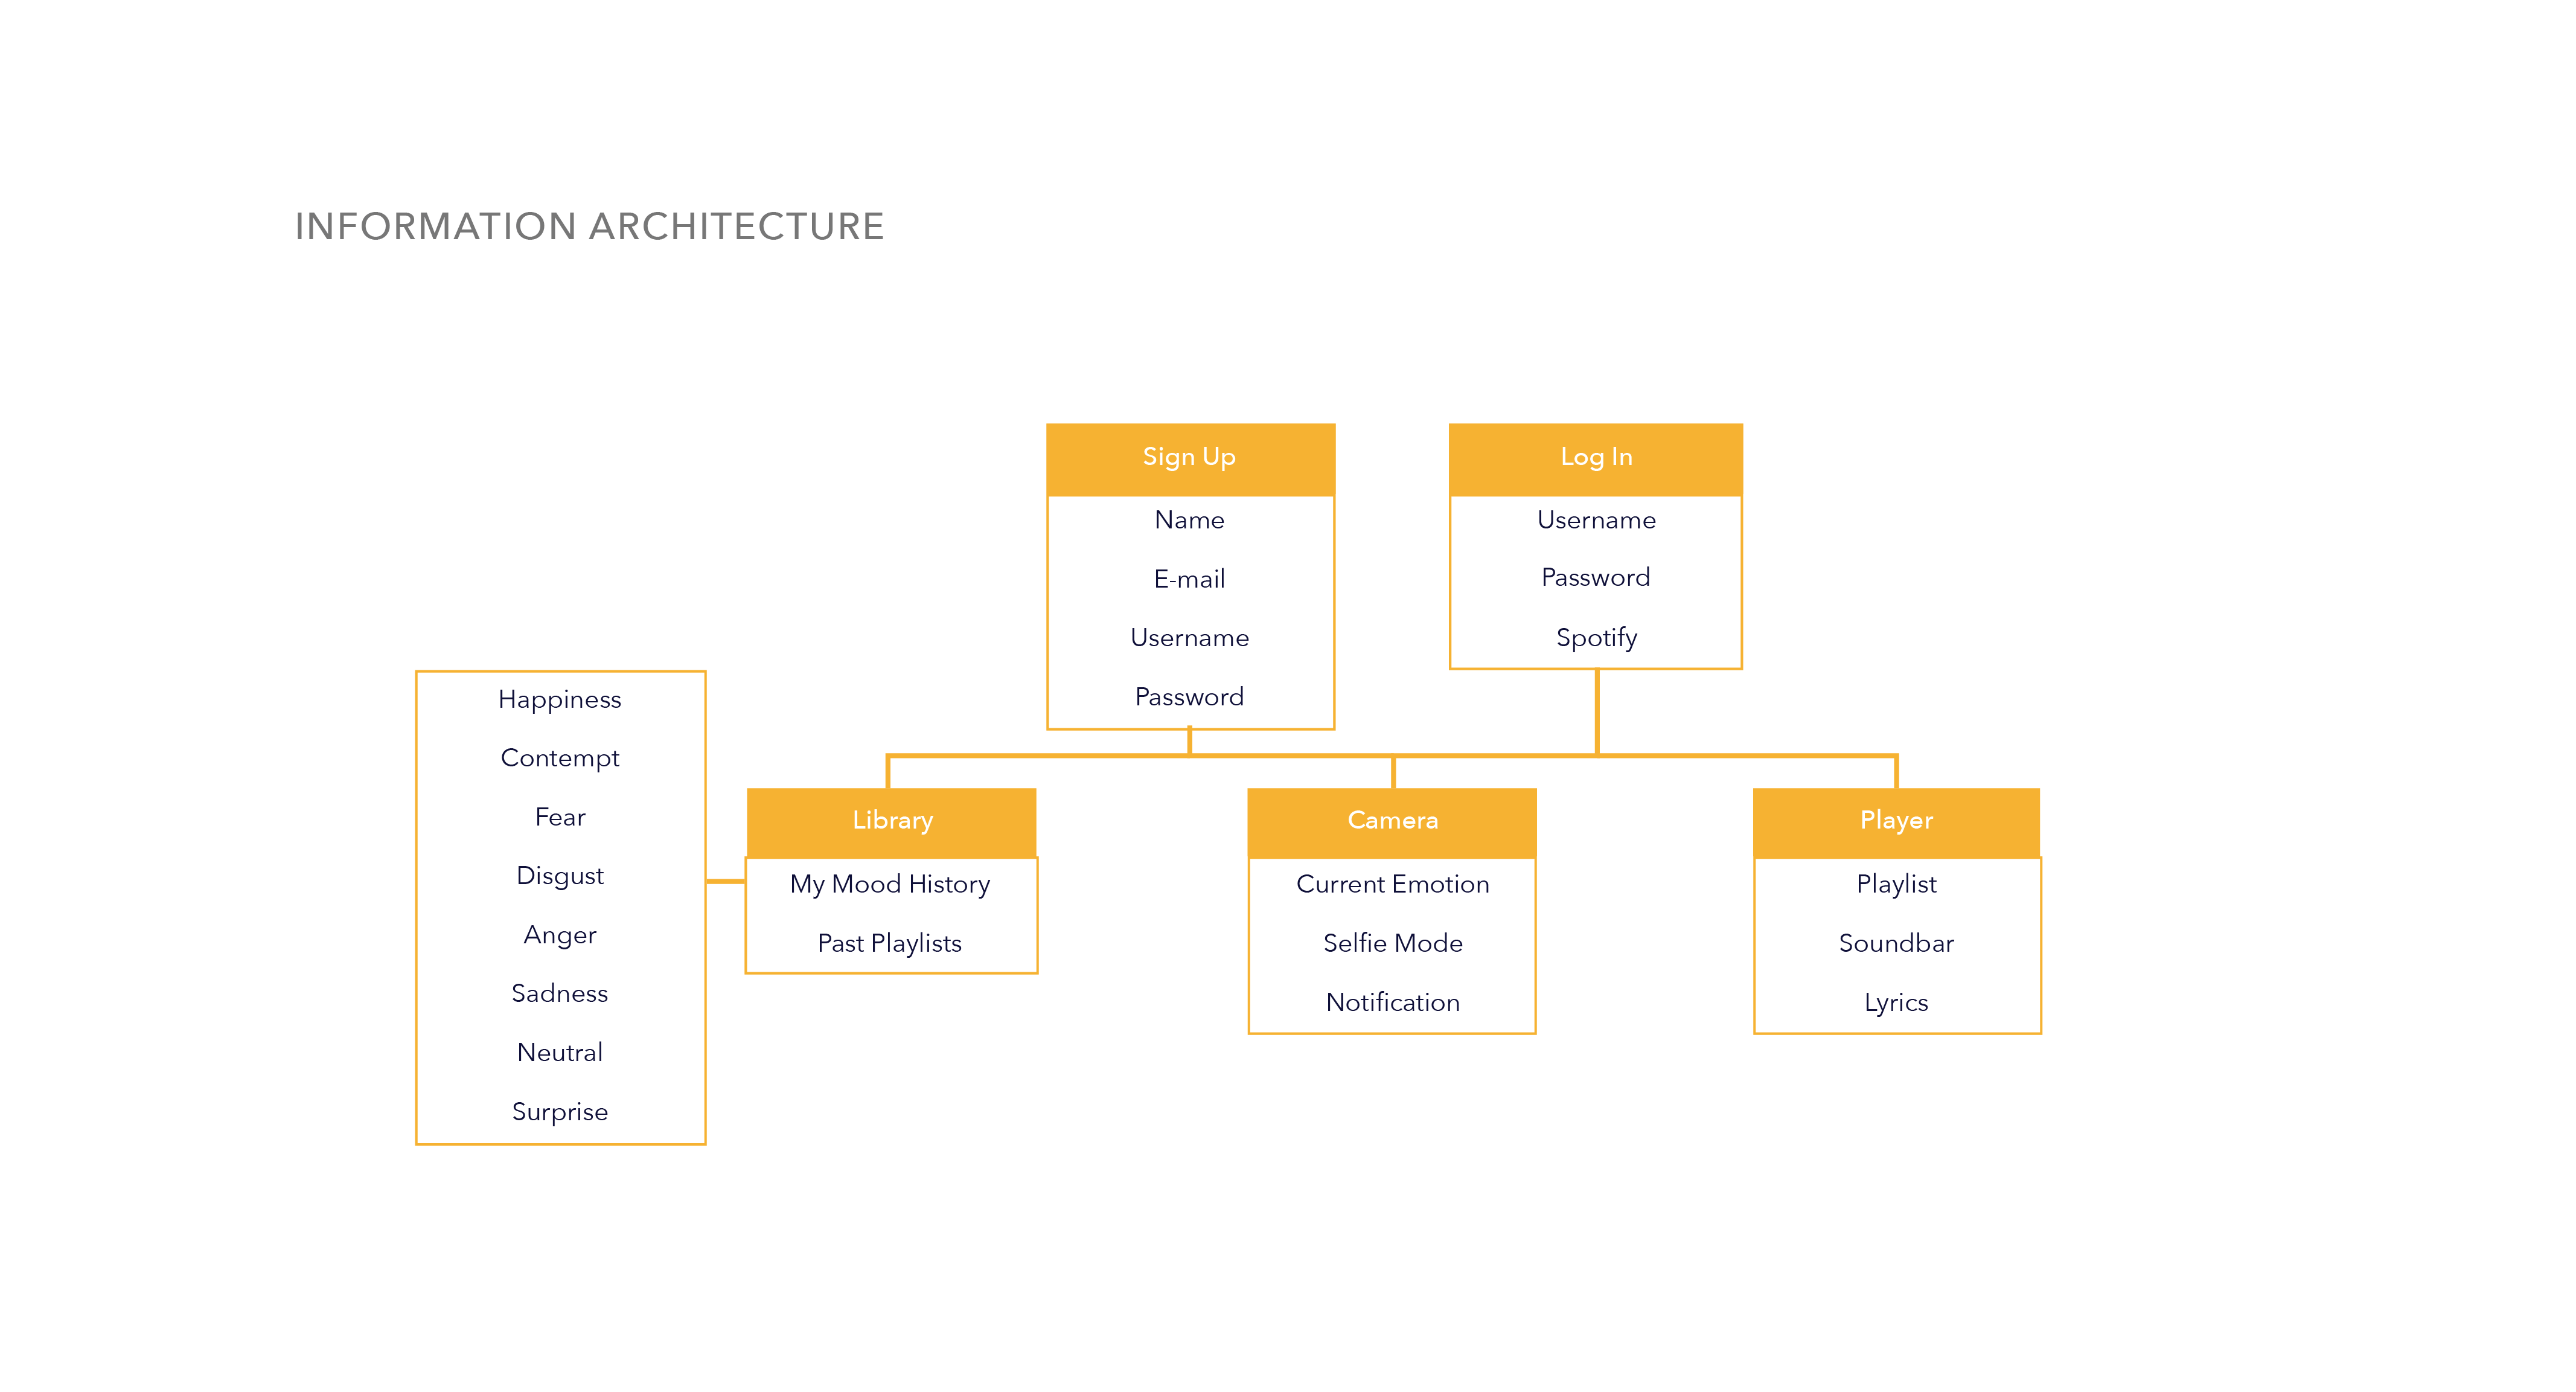 INFORMATION ARCHITECTURE
Sign Up
Name
E-mail
Username
Password
Log In
Username
Password
Spotify
Happiness
Contempt
Fear
Disgust
Anger
Sadness
Neutral
Surprise
Library
My Mood History
Past Playlists
Camera
Current Emotion
Selfie Mode
Notification
Player
Playlist
Soundbar
Lyrics